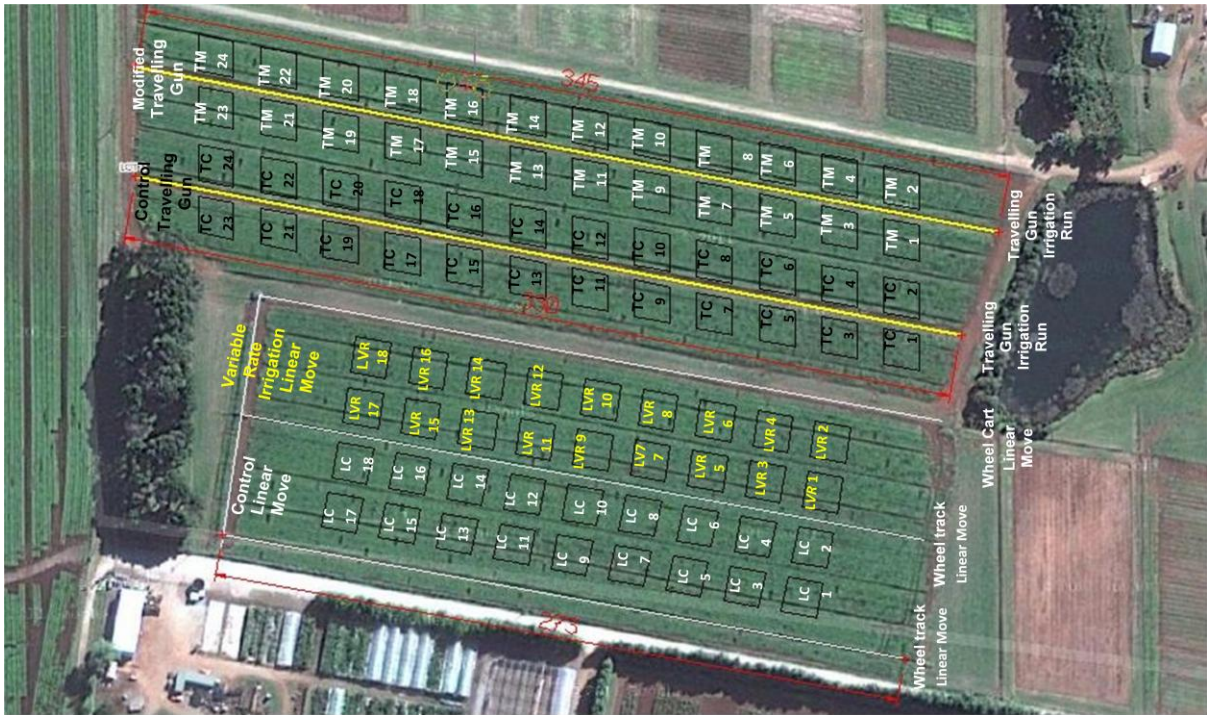 Modified
Travelling
Gun
Control
Travelling
Gun
Variable
Rate
Irrigation
Linear
Move
Control
Linear
Move
345
330
233
TM
24
TM
22
TM
20
TM
18
TM
16
TM
14
TM
12
TM
10
TM
8
TM
6
TM
4
TM
2
TM
23
TM
21
TM
19
TM
17
TM
15
TM
13
TM
11
TM
9
TM
7
TM
5
TM
3
TM
1
TC
24
TC
22
TC
20
TC
18
TC
16
TC
14
TC
12
TC
10
TC
8
TC
6
TC
4
TC
2
TC
23
TC
21
TC
19
TC
17
TC
15
TC
13
TC
11
TC
9
TC
7
TC
5
TC
3
TC
1
LVR
18
LVR 16
LVR 14
LVR 12
LVR
10
LVR
8
LVR
6
LVR 4
LVR 2
LVR
17
LVR
15
LVR 13
LVR
11
LVR 9
LV7
7
LVR
5
LVR 3
LVR 1
LC
18
LC
16
LC
14
LC
12
LC
10
LC
8
LC
6
LC
4
LC
2
LC
17
LC
15
LC
13
LC
11
LC
9
LC
7
LC
5
LC
3
LC
1
Travelling
Gun
Irrigation
Run
Travelling
Gun
Irrigation
Run
Wheel Cart
Linear
Move
Wheel track
Linear Move
Wheel track
Linear Move